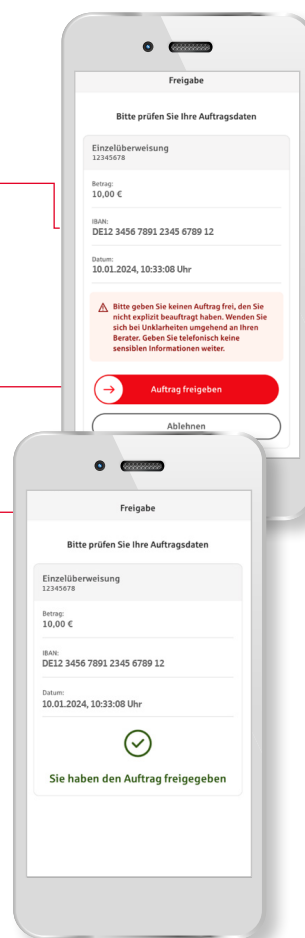 Freigabe
Bitte prüfen Sie Ihre Auftragsdaten
Einzelüberweisung
12345678
Betrag:
10,00 €
IBAN:
DE12 3456 7891 2345 6789 12
Datum:
10.01.2024, 10:33:08 Uhr
Bitte geben Sie keinen Auftrag frei, den Sie
nicht explizit beauftragt haben. Wenden Sie
sich bei Unklarheiten umgehend an Ihren
Berater. Geben Sie telefonisch keine
sensiblen Informationen weiter.
Auftrag freigeben
Ablehnen
Freigabe
Bitte prüfen Sie Ihre Auftragsdaten
Einzelüberweisung
12345678
Betrag:
10,00 €
IBAN:
DE12 3456 7891 2345 6789 12
Datum:
10.01.2024, 10:33:08 Uhr
Sie haben den Auftrag freigegeben